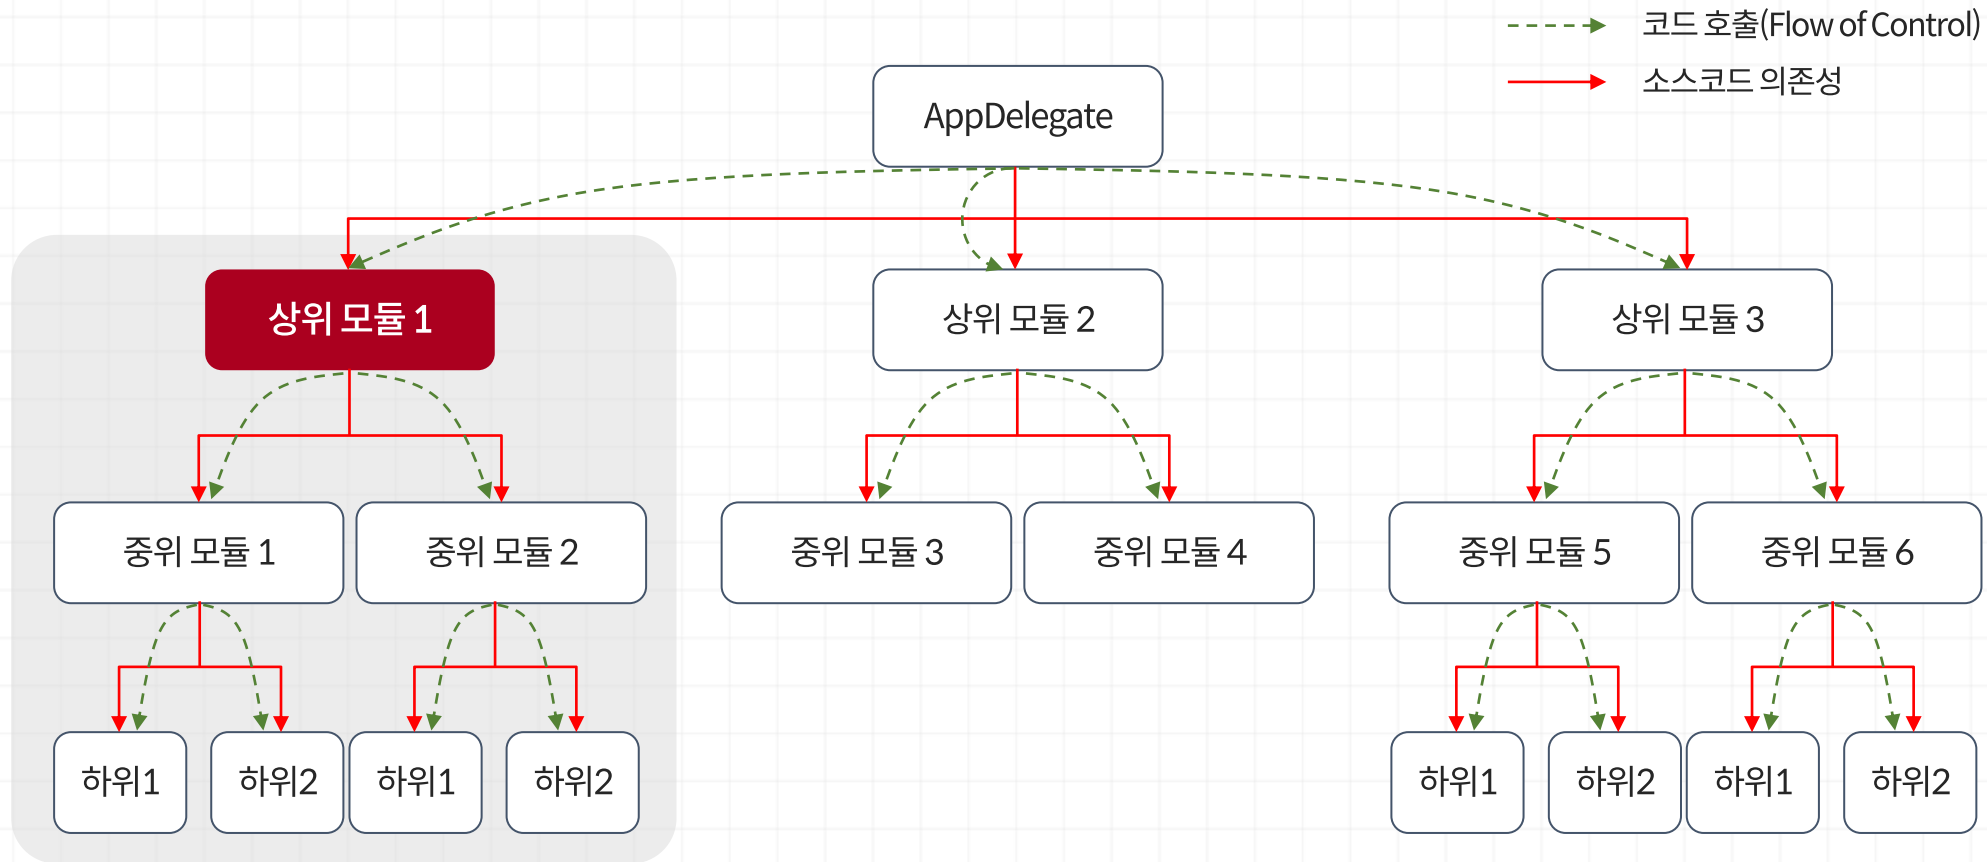 코드 호출(Flow of Control)
소스코드 의존성
AppDelegate
상위 모듈 1
상위 모듈 2
상위 모듈 3
중위 모듈 1
중위 모듈 2
중위 모듈 3
중위 모듈 4
중위 모듈 5
중위 모듈 6
하위1
하위2
하위1
하위2
하위1
하위2
하위1
하위2